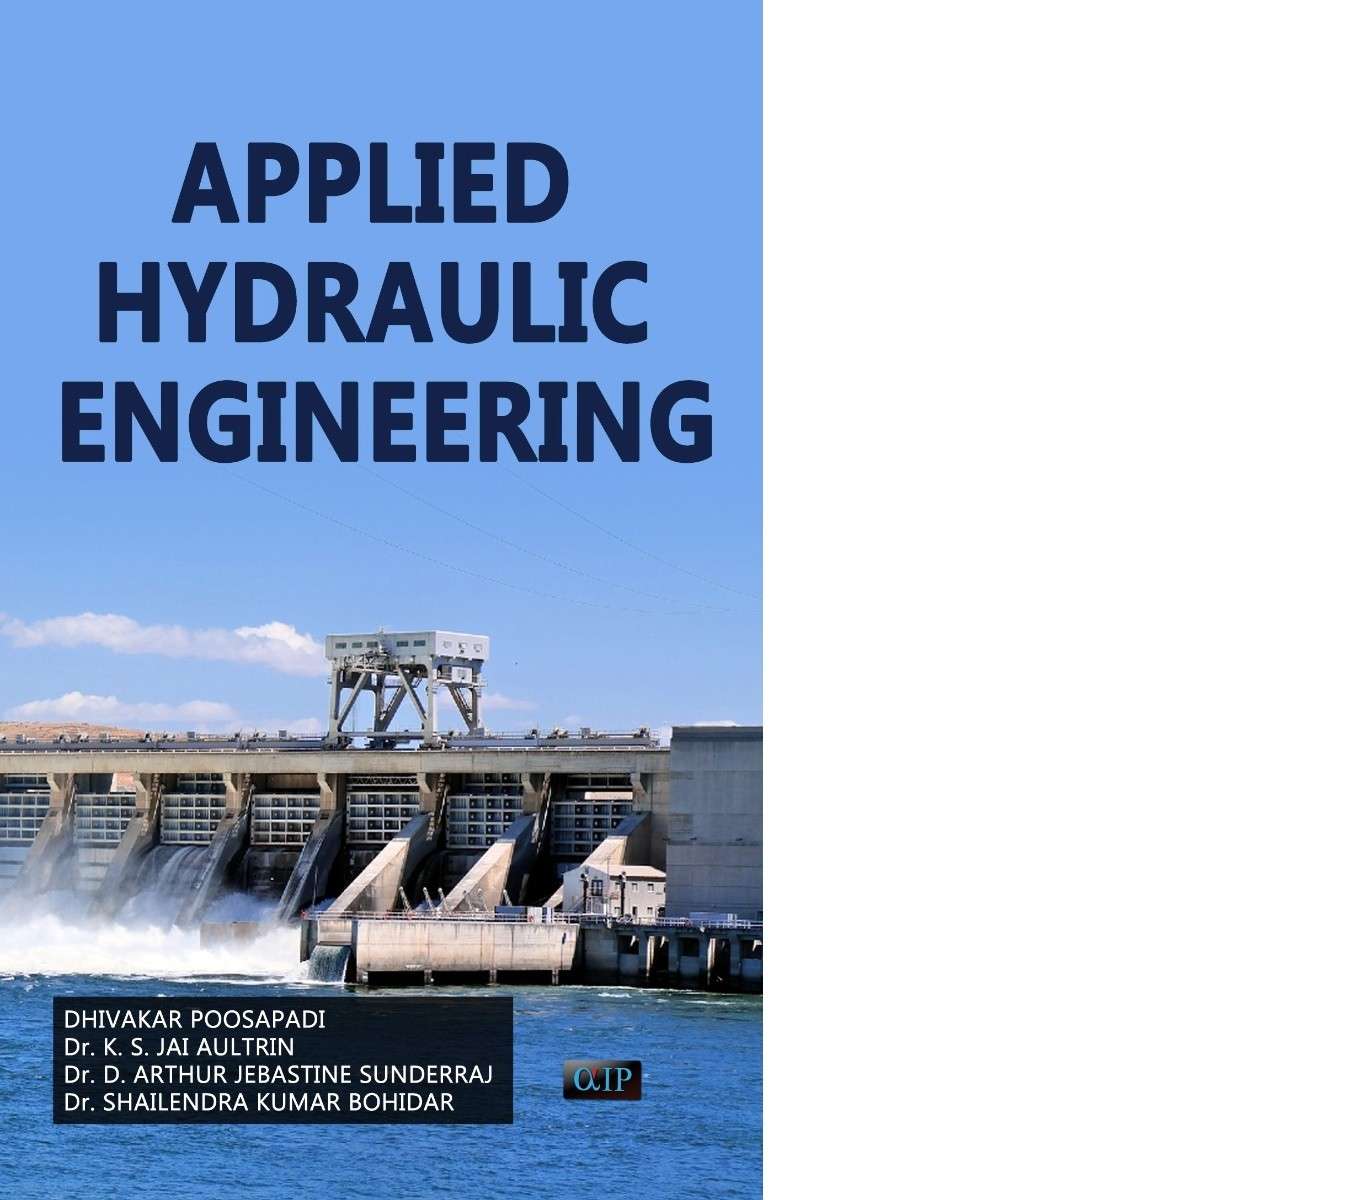 APPLIED
HYDRAULIC
ENGINEERING
DHIVAKAR POOSAPADI
Dr. K. S. JAI AULTRIN
Dr. D. ARTHUR JEBASTINE SUNDERRAJ
Dr. SHAILENDRA KUMAR BOHIDAR
αIP